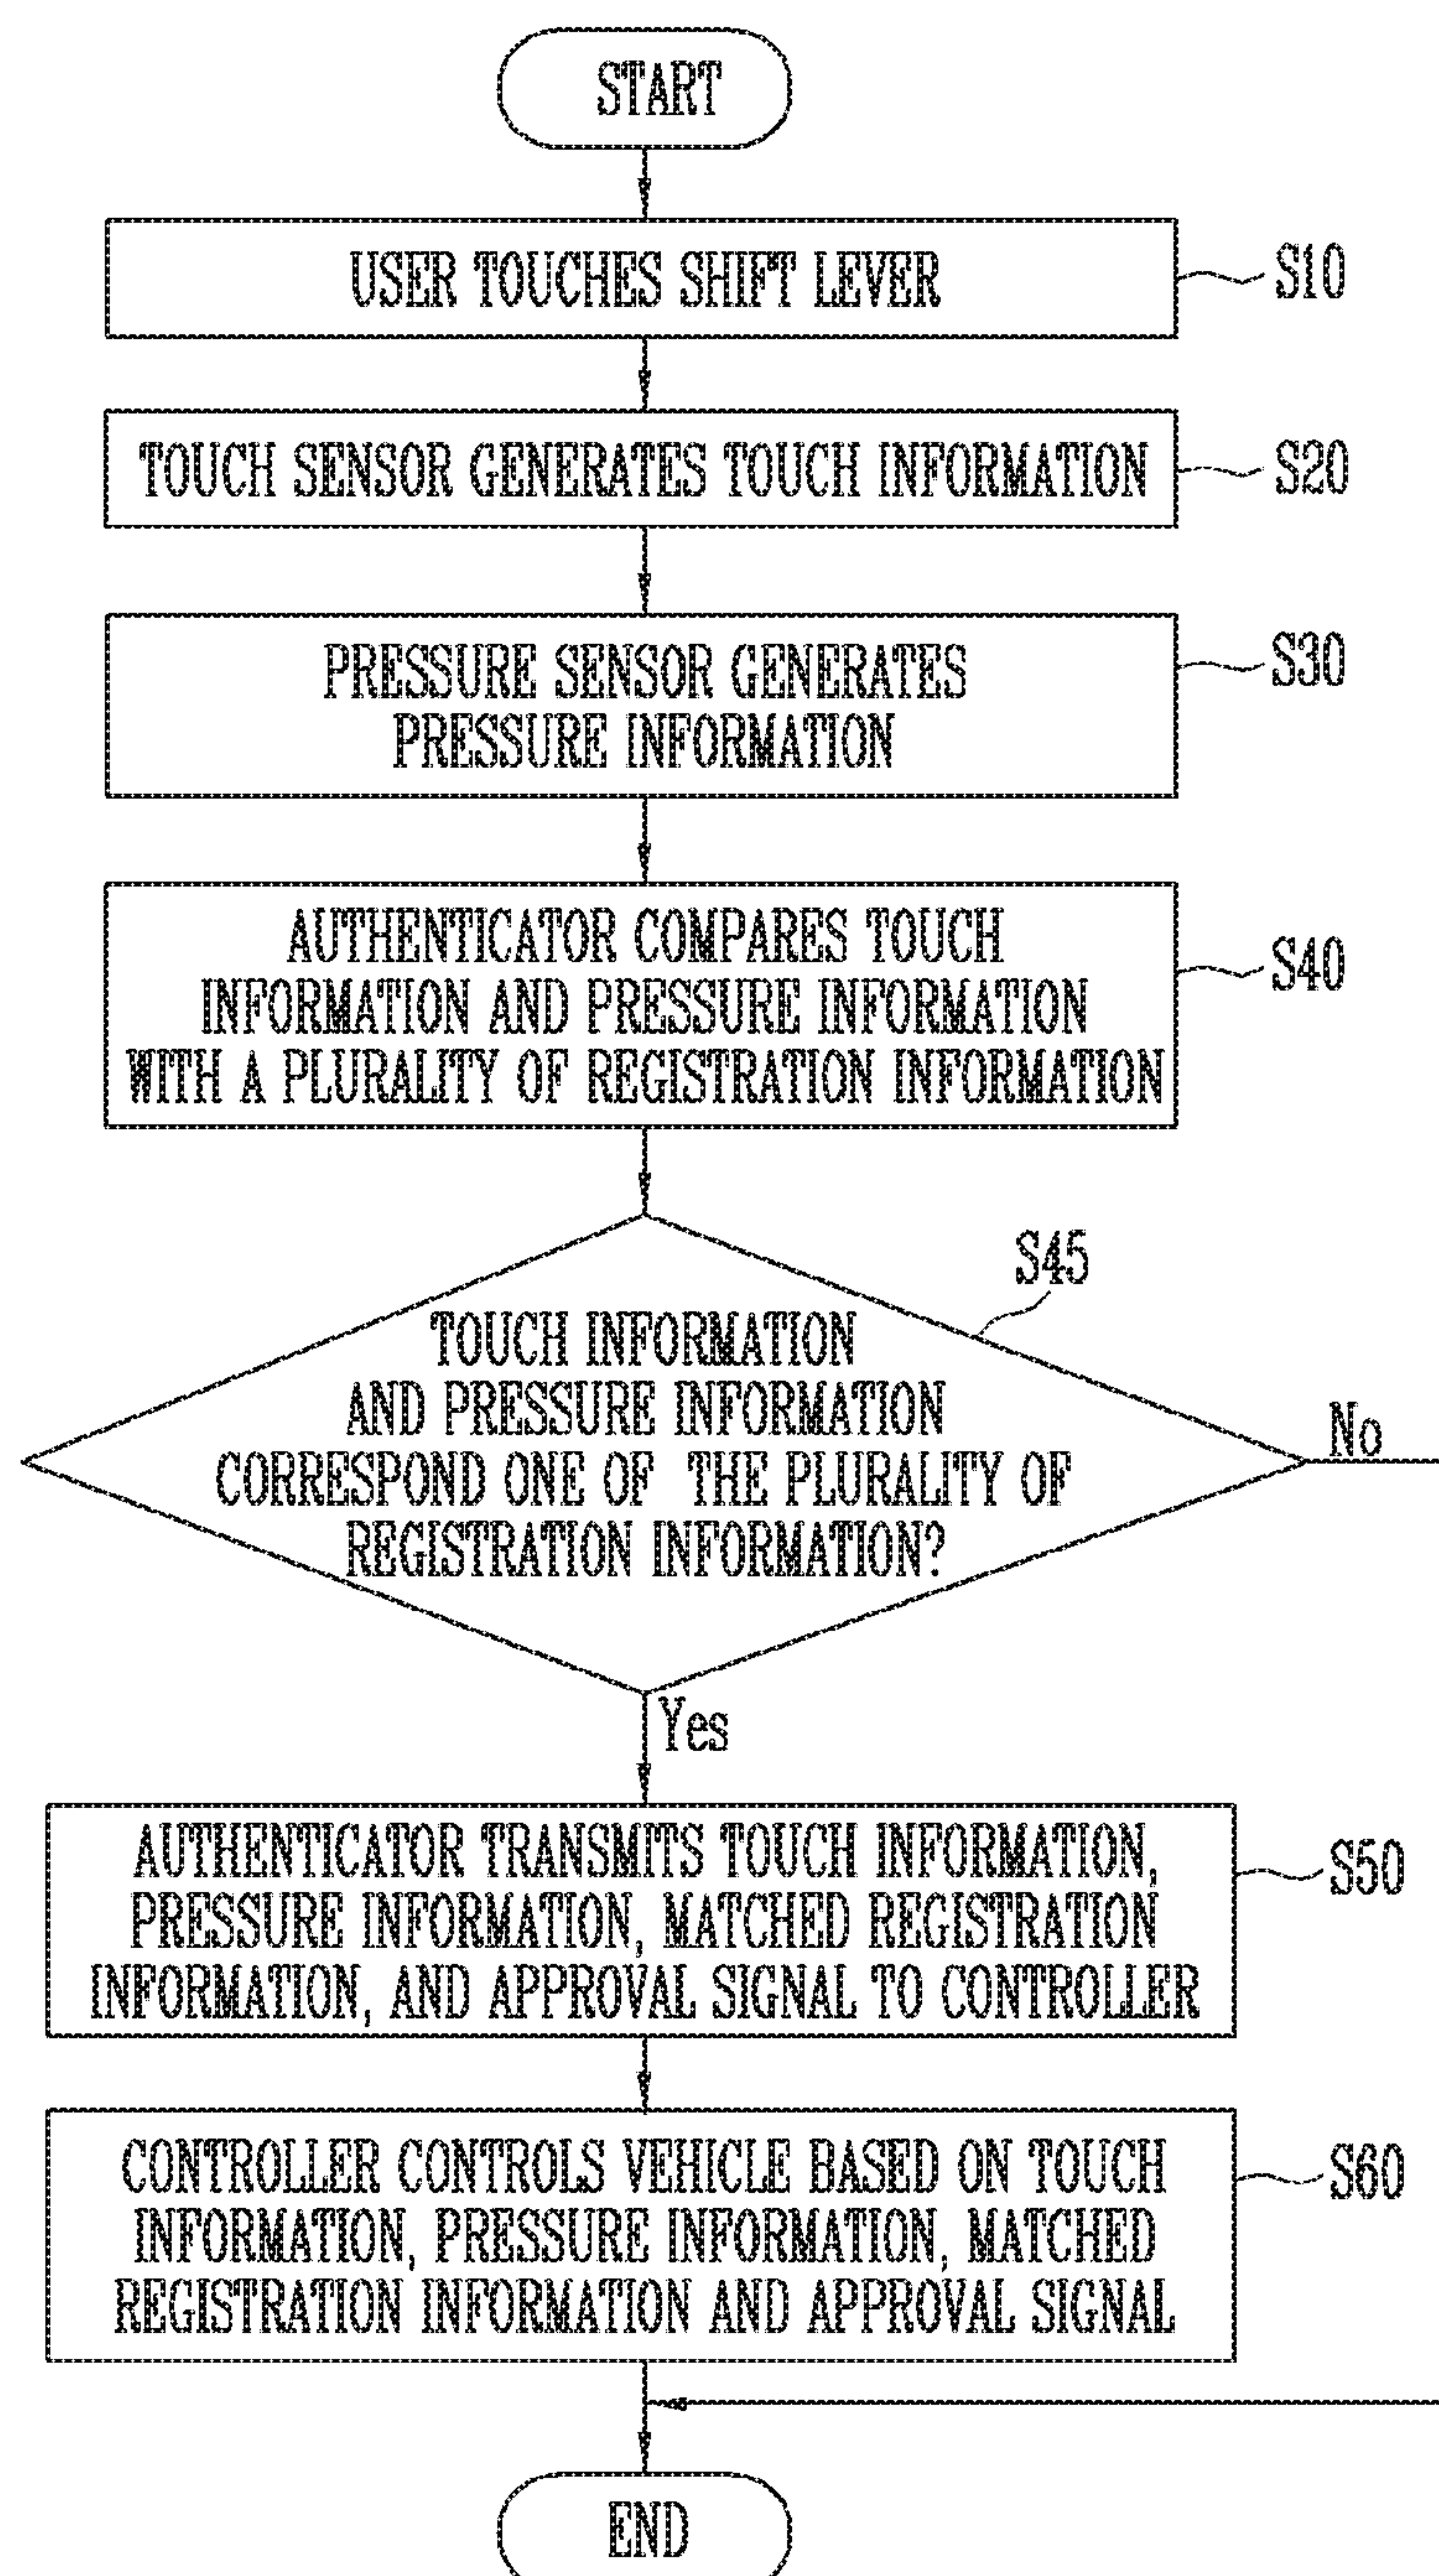 START
USER TOUCHES SHIFT LEVER
S10
TOUCH SENSOR GENERATES TOUCH INFORMATION
S20
PRESSURE SENSOR GENERATES
PRESSURE INFORMATION
S30
AUTHENTICATOR COMPARES TOUCH
INFORMATION AND PRESSURE INFORMATION
WITH A PLURALITY OF REGISTRATION INFORMATION
S40
S45
TOUCH INFORMATION
AND PRESSURE INFORMATION
CORRESPOND ONE OF THE PLURALITY OF
REGISTRATION INFORMATION?
No
Yes
AUTHENTICATOR TRANSMITS TOUCH INFORMATION,
PRESSURE INFORMATION, MATCHED REGISTRATION
INFORMATION, AND APPROVAL SIGNAL TO CONTROLLER
S50
CONTROLLER CONTROLS VEHICLE BASED ON TOUCH
INFORMATION, PRESSURE INFORMATION, MATCHED
REGISTRATION INFORMATION AND APPROVAL SIGNAL
S60
END